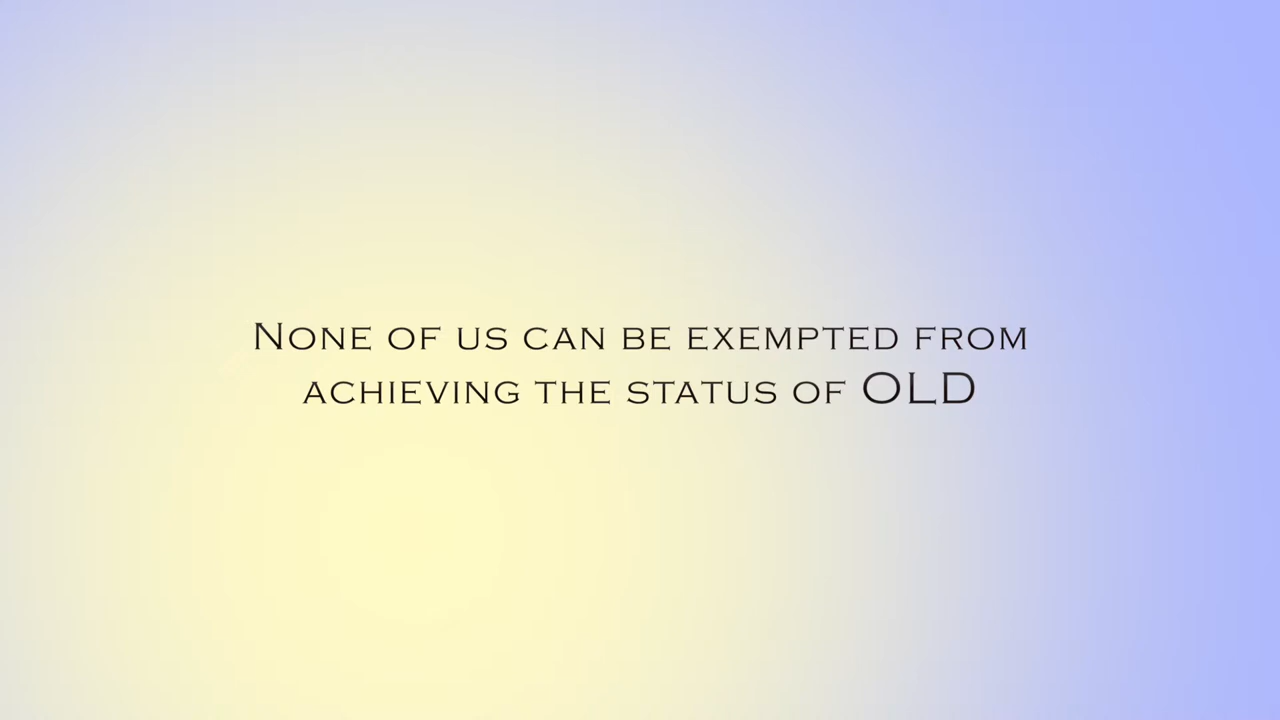 None of us can be exempted from
achieving the status of OLD